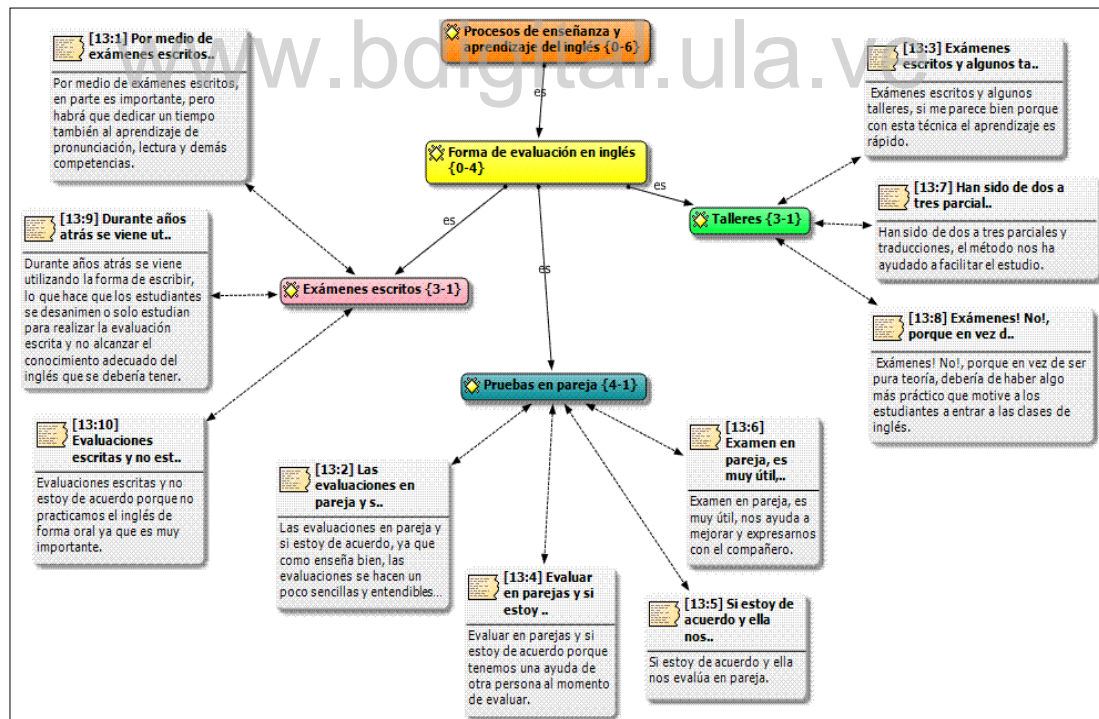 www.bdigital.ula.ve
Procesos de enseñanza y
aprendizaje del inglés {0-6}
es
Forma de evaluación en inglés
{0-4}
es
es
es
[13:1] Por medio de
exámenes escritos..
Por medio de exámenes escritos,
en parte es importante, pero
habrá que dedicar un tiempo
también al aprendizaje de
pronunciación, lectura y demás
competencias.
[13:9] Durante años
atrás se viene ut..
Durante años atrás se viene
utilizando la forma de escribir,
lo que hace que los estudiantes
se desanimen o solo estudian
para realizar la evaluación
escrita y no alcanzar el
conocimiento adecuado del
inglés que se debería tener.
[13:10]
Evaluaciones
escritas y no est..
Evaluaciones escritas y no
estoy de acuerdo porque no
practicamos el inglés de
forma oral ya que es muy
importante.
Exámenes escritos {3-1}
Pruebas en pareja {4-1}
[13:2] Las
evaluaciones en
pareja y s..
Las evaluaciones en pareja y
si estoy de acuerdo, ya que
como enseña bien, las
evaluaciones se hacen un
poco sencillas y entendibles...
[13:4] Evaluar
en parejas y si
estoy ..
Evaluar en parejas y si
estoy de acuerdo porque
tenemos una ayuda de
otra persona al momento
de evaluar.
[13:5] Si estoy de
acuerdo y ella
nos..
Si estoy de acuerdo y ella
nos evalúa en pareja.
[13:6]
Examen en
pareja, es
muy útil,..
Examen en pareja, es
muy útil, nos ayuda a
mejorar y expresarnos
con el compañero.
Talleres {3-1}
[13:3] Exámenes
escritos y algunos ta..
Exámenes escritos y algunos
talleres, si me parece bien porque
con esta técnica el aprendizaje es
rápido.
[13:7] Han sido de dos a
tres parcial..
Han sido de dos a tres parciales y
traducciones, el método nos ha
ayudado a facilitar el estudio.
[13:8] Exámenes! No!,
porque en vez d..
Exámenes! No!, porque en vez de ser
pura teoría, debería de haber algo
más práctico que motive a los
estudiantes a entrar a las clases de
inglés.